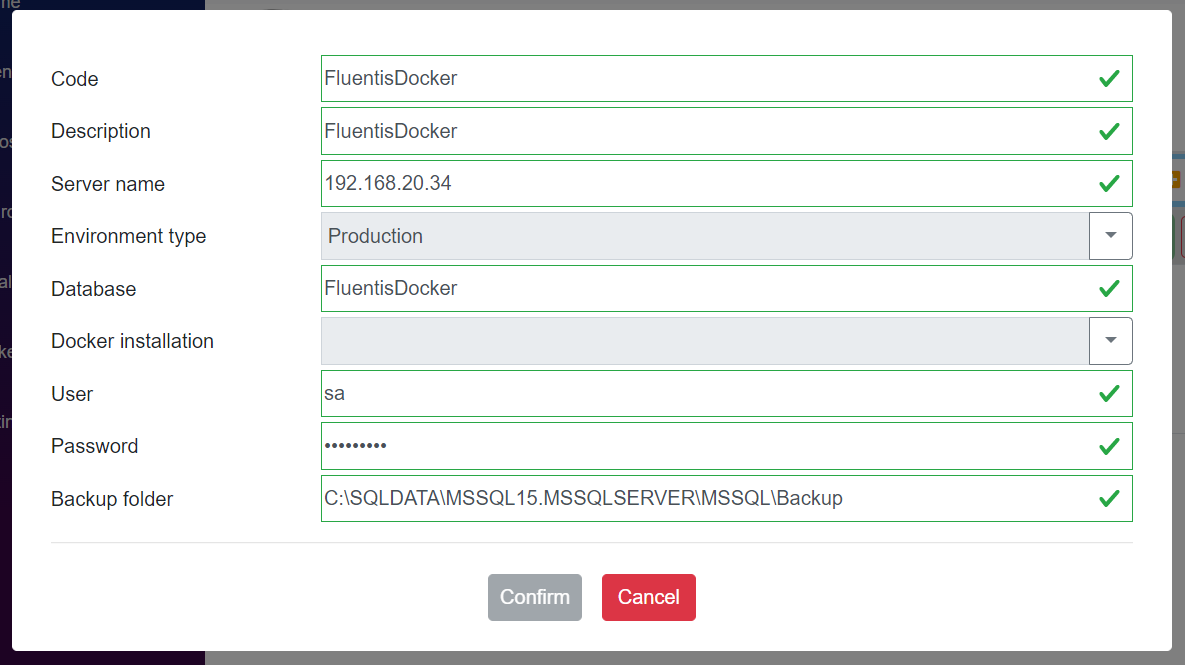 Code FluentisDocker
Description FluentisDocker
Server name 192.168.20.34
Environment type Production
Database FluentisDocker
Docker installation
User sa
Password •••••••••
Backup folder C:\SQLDATA\MSSQL15.MSSQLSERVER\MSSQL\Backup
Confirm Cancel